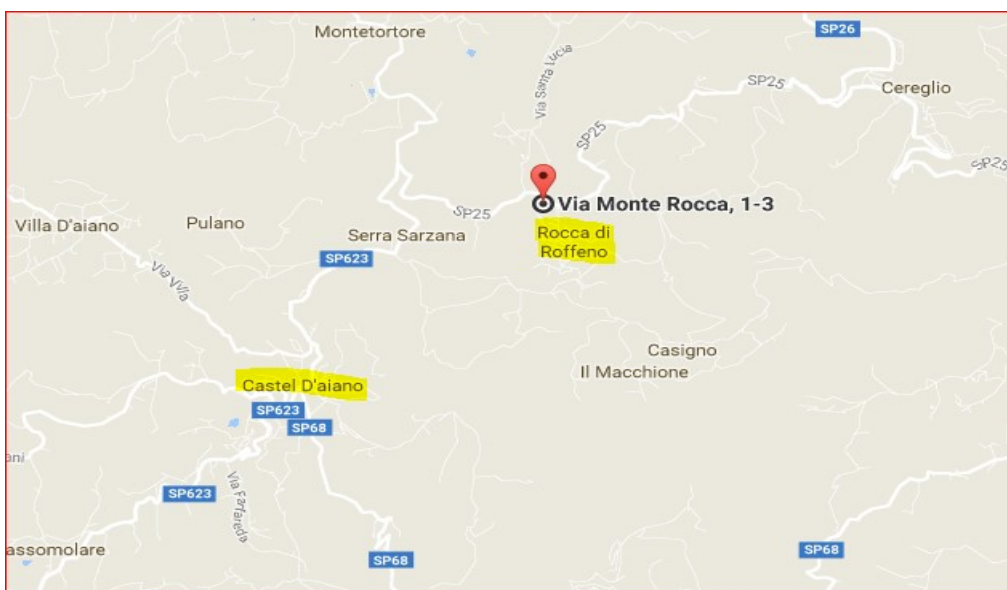 Montetortore
SP26
Via Santa Lucia
SP25
Cereglio
SP25
SP25
Via Monte Rocca, 1-3
SP25
Rocca di
Roffeno
Villa D'aiano
Pulano
Serra Sarzana
SP623
Via Vvla
Casigno
Il Macchione
Castel D'aiano
SP623
SP68
oni
SP623
Via Farfareda
assomolare
SP68
SP68